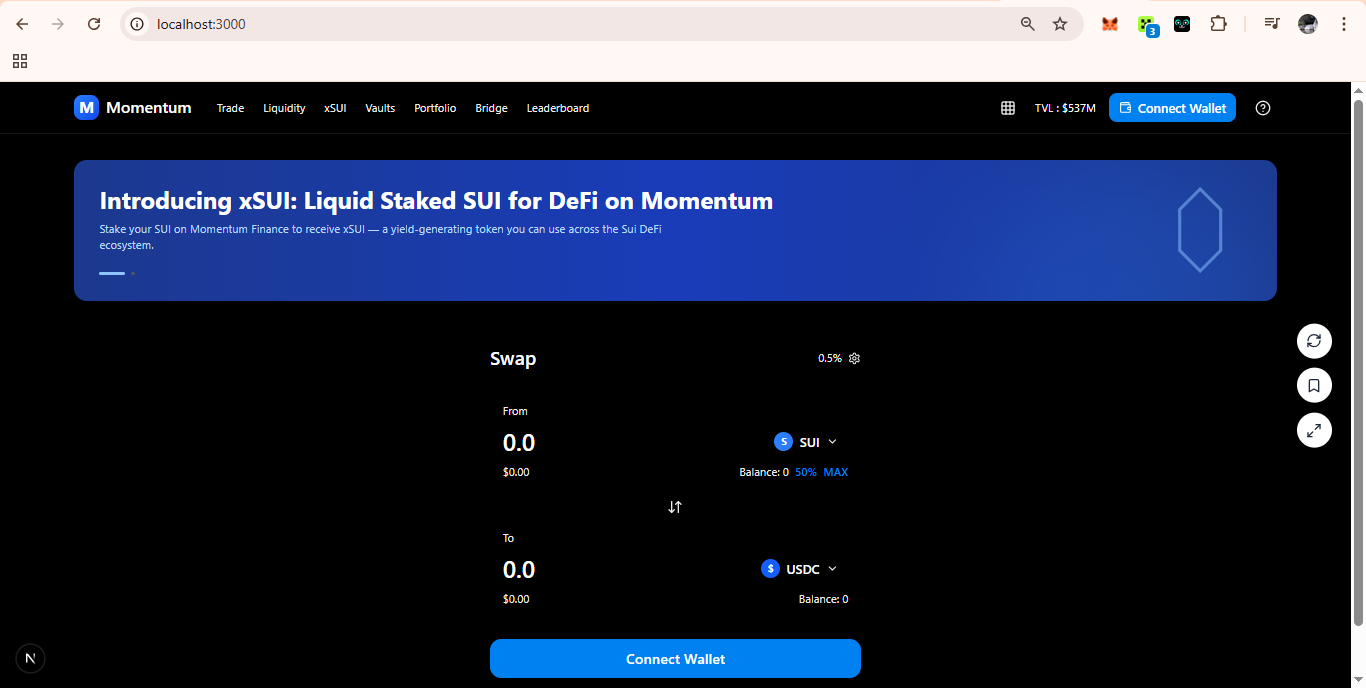 localhost:3000
3
M Momentum Trade Liquidity xSUI Vaults Portfolio Bridge Leaderboard TVL : $537M Connect Wallet
Introducing xSUI: Liquid Staked SUI for DeFi on Momentum
Stake your SUI on Momentum Finance to receive xSUI — a yield-generating token you can use across the Sui DeFi
ecosystem.
Swap 0.5%
From
0.0 S SUI
$0.00 Balance: 0 50% MAX
To
0.0 $ USDC
$0.00 Balance: 0
N
Connect Wallet